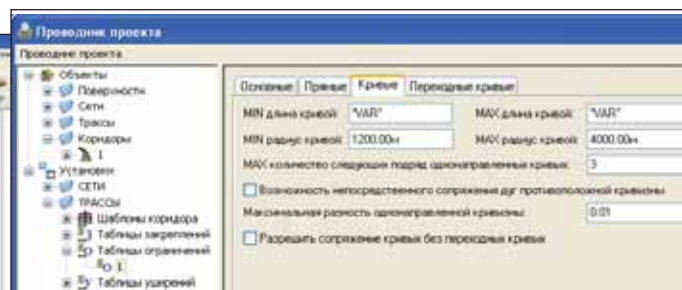 Проводник проекта
Проводник проекта
Объекты
Поверхности
Сети
Трассы
Коридоры
1
Установки
СЕТИ
ТРАССЫ
Шаблоны коридора
Таблицы закреплений
Таблицы ограничений
1
Таблицы уширений
Основные Прямые Кривые Переходные кривые
MIN длина кривой: "VAR" MAX длина кривой: "VAR"
MIN радиус кривой: 1200.00м MAX радиус кривой: 4000.00м
MAX количество следующих подряд однонаправленных кривых: 3
Возможность непосредственного сопряжения дуг противоположной кривизны
Максимальная разность однонаправленной кривизны: 0.01
Разрешить сопряжение кривых без переходных кривых